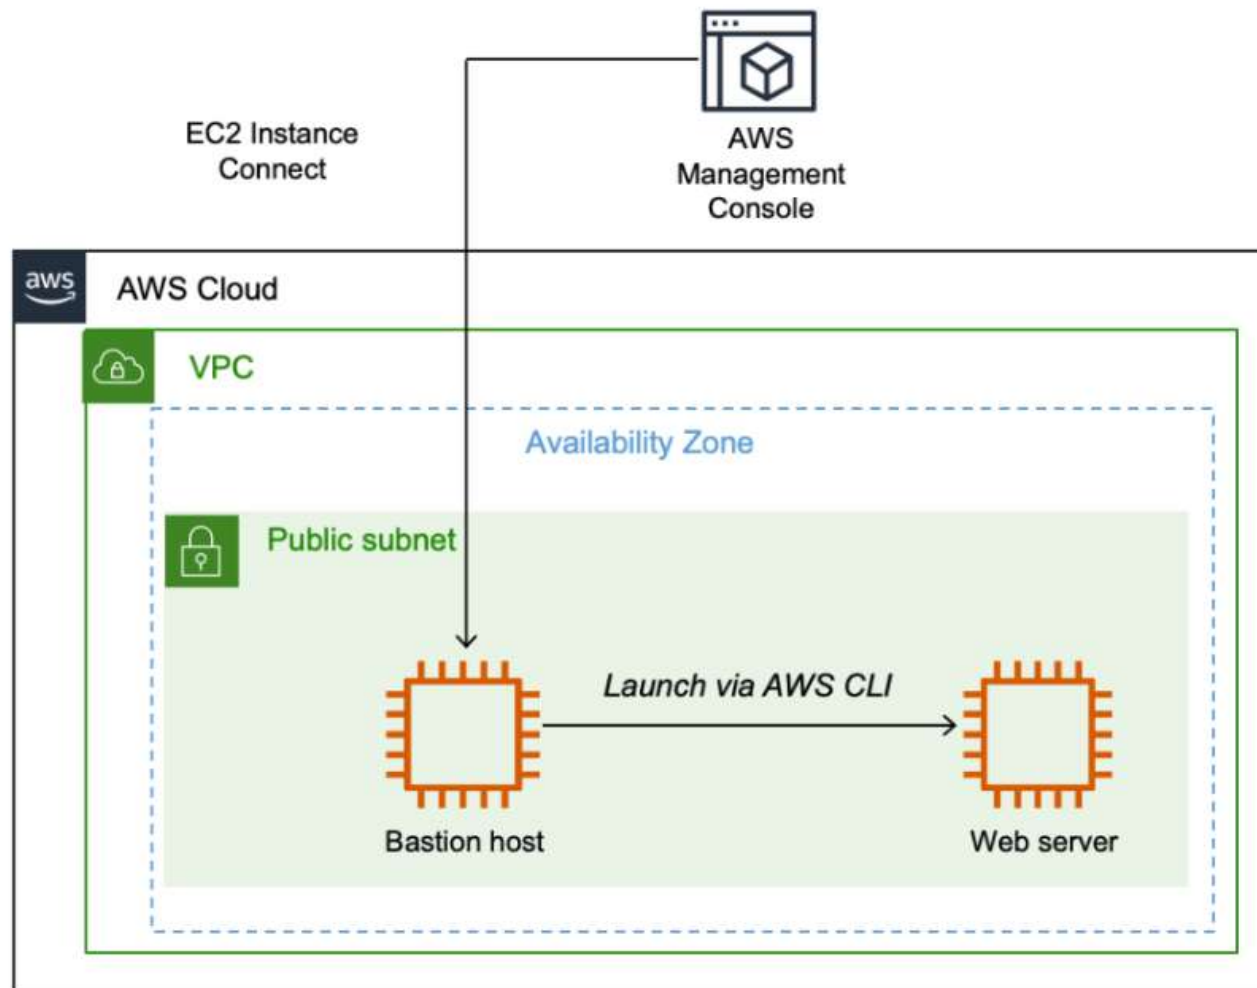 EC2 Instance
Connect
AWS
Management
Console
aws
AWS Cloud
VPC
Availability Zone
Public subnet
Launch via AWS CLI
Bastion host
Web server